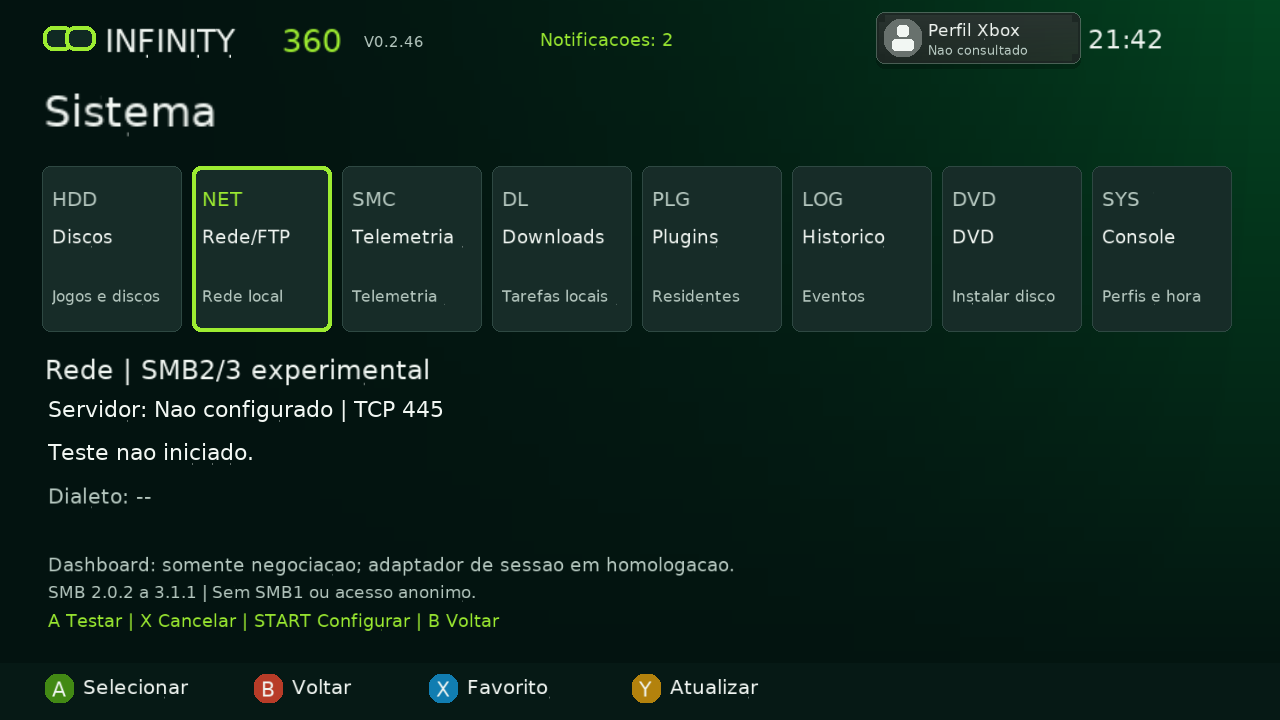 INFINITY 360 V0.2.46 Notificacoes: 2 Perfil Xbox 21:42
Nao consultado
Sistema
HDD NET SMC DL PLG LOG DVD SYS
Discos Rede/FTP Telemetria Downloads Plugins Historico DVD Console
Jogos e discos Rede local Telemetria Tarefas locais Residentes Eventos Instalar disco Perfis e hora
Rede | SMB2/3 experimental
Servidor: Nao configurado | TCP 445
Teste nao iniciado.
Dialeto: --
Dashboard: somente negociacao; adaptador de sessao em homologacao.
SMB 2.0.2 a 3.1.1 | Sem SMB1 ou acesso anonimo.
A Testar | X Cancelar | START Configurar | B Voltar
A Selecionar B Voltar X Favorito Y Atualizar